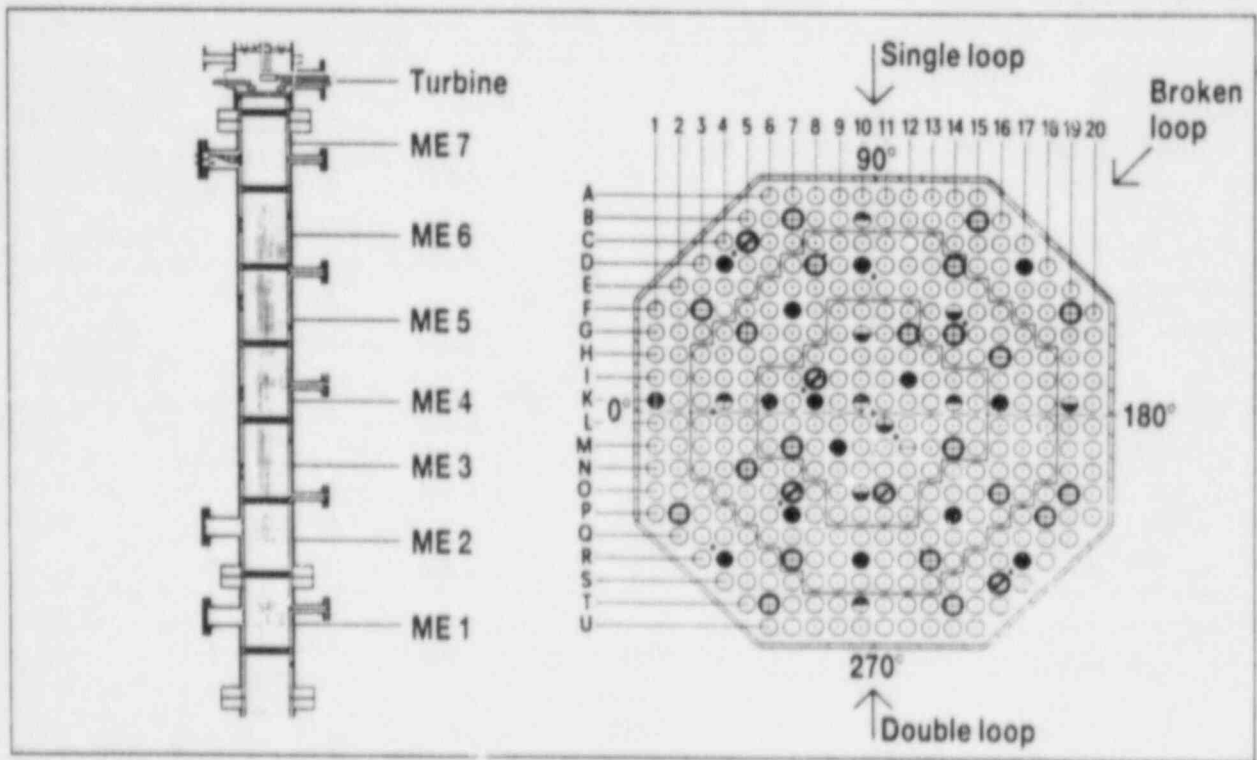 Turbine
ME 7
ME 6
ME 5
ME 4
ME 3
ME 2
ME 1
Single loop
Broken
loop
1 2 3 4 5 6 7 8 9 10 11 12 13 14 15 16 17 18 19 20
90°
A
B
C
D
E
F
G
H
I
K
0°
180°
L
M
N
O
P
Q
R
S
T
U
270°
Double loop